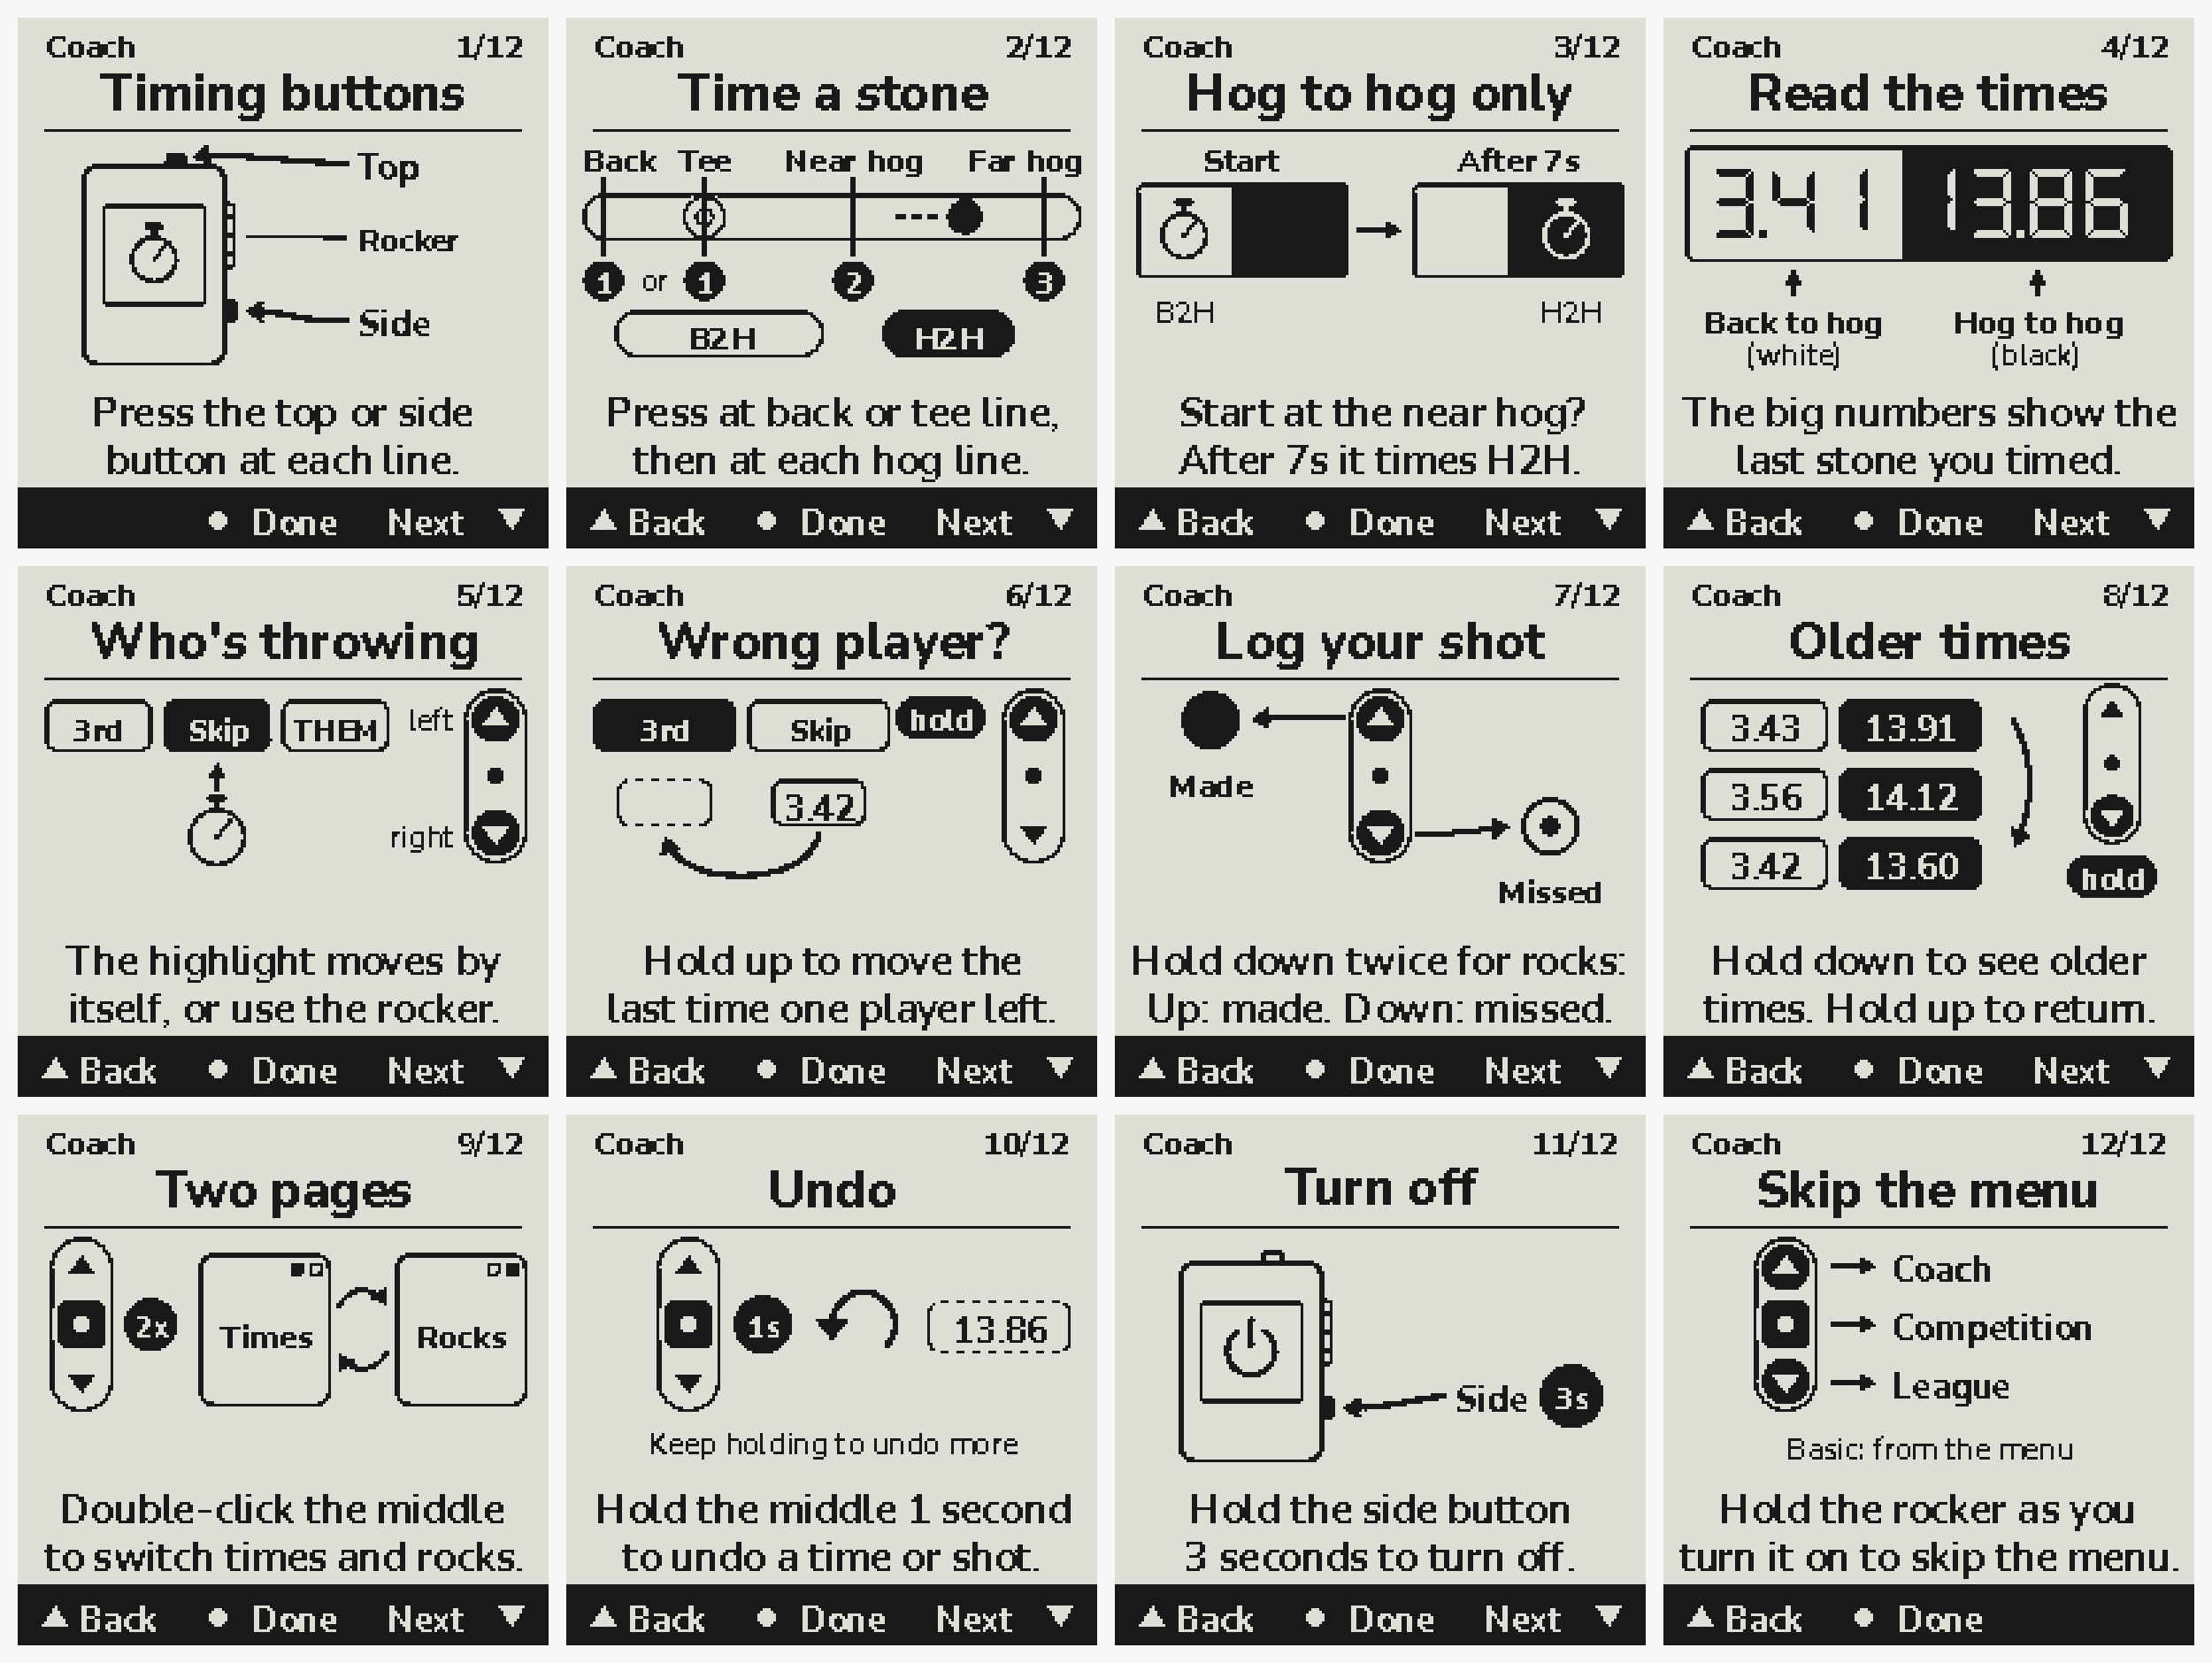 Coach 1/12
Timing buttons
Top
Rocker
Side
Press the top or side
button at each line.
Done Next
Coach 2/12
Time a stone
Back Tee Near hog Far hog
1 or 1 2 3
B2H H2H
Press at back or tee line,
then at each hog line.
Back Done Next
Coach 3/12
Hog to hog only
Start After 7s
B2H H2H
Start at the near hog?
After 7s it times H2H.
Back Done Next
Coach 4/12
Read the times
3.41 13.86
Back to hog Hog to hog
(white) (black)
The big numbers show the
last stone you timed.
Back Done Next
Coach 5/12
Who's throwing
3rd Skip THEM left
right
The highlight moves by
itself, or use the rocker.
Back Done Next
Coach 6/12
Wrong player?
3rd Skip hold
3.42
Hold up to move the
last time one player left.
Back Done Next
Coach 7/12
Log your shot
Made
Missed
Hold down twice for rocks:
Up: made. Down: missed.
Back Done Next
Coach 8/12
Older times
3.43 13.91
3.56 14.12
3.42 13.60
hold
Hold down to see older
times. Hold up to return.
Back Done Next
Coach 9/12
Two pages
2x Times Rocks
Double-click the middle
to switch times and rocks.
Back Done Next
Coach 10/12
Undo
1s 13.86
Keep holding to undo more
Hold the middle 1 second
to undo a time or shot.
Back Done Next
Coach 11/12
Turn off
Side 3s
Hold the side button
3 seconds to turn off.
Back Done Next
Coach 12/12
Skip the menu
Coach
Competition
League
Basic: from the menu
Hold the rocker as you
turn it on to skip the menu.
Back Done